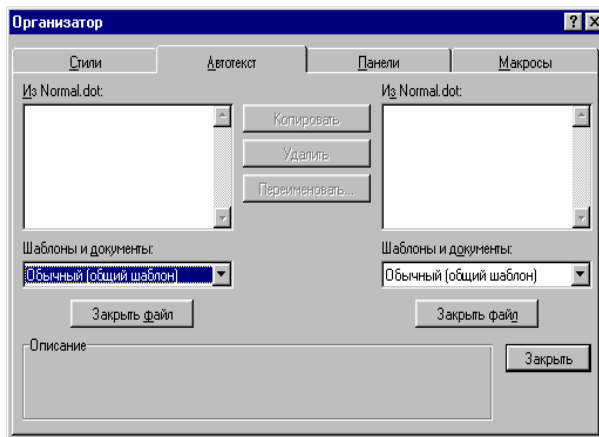 Организатор
Стили Автотекст Панели Макросы
Из Normal.dot: Из Normal.dot:
Копировать
Удалить
Переименовать...
Шаблоны и документы: Шаблоны и документы:
Обычный (общий шаблон) Обычный (общий шаблон)
Закрыть файл Закрыть файл
Описание
Закрыть